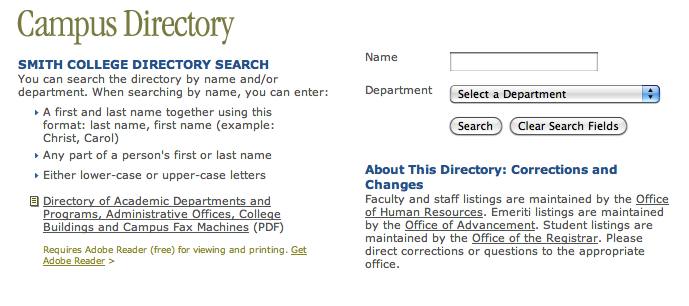 Campus Directory
SMITH COLLEGE DIRECTORY SEARCH
You can search the directory by name and/or
department. When searching by name, you can enter:
A first and last name together using this
format: last name, first name (example:
Christ, Carol)
Any part of a person's first or last name
Either lower-case or upper-case letters
Directory of Academic Departments and
Programs, Administrative Offices, College
Buildings and Campus Fax Machines (PDF)
Requires Adobe Reader (free) for viewing and printing. Get
Adobe Reader >
Name
Department
Select a Department
Search Clear Search Fields
About This Directory: Corrections and
Changes
Faculty and staff listings are maintained by the Office
of Human Resources. Emeriti listings are maintained
by the Office of Advancement. Student listings are
maintained by the Office of the Registrar. Please
direct corrections or questions to the appropriate
office.